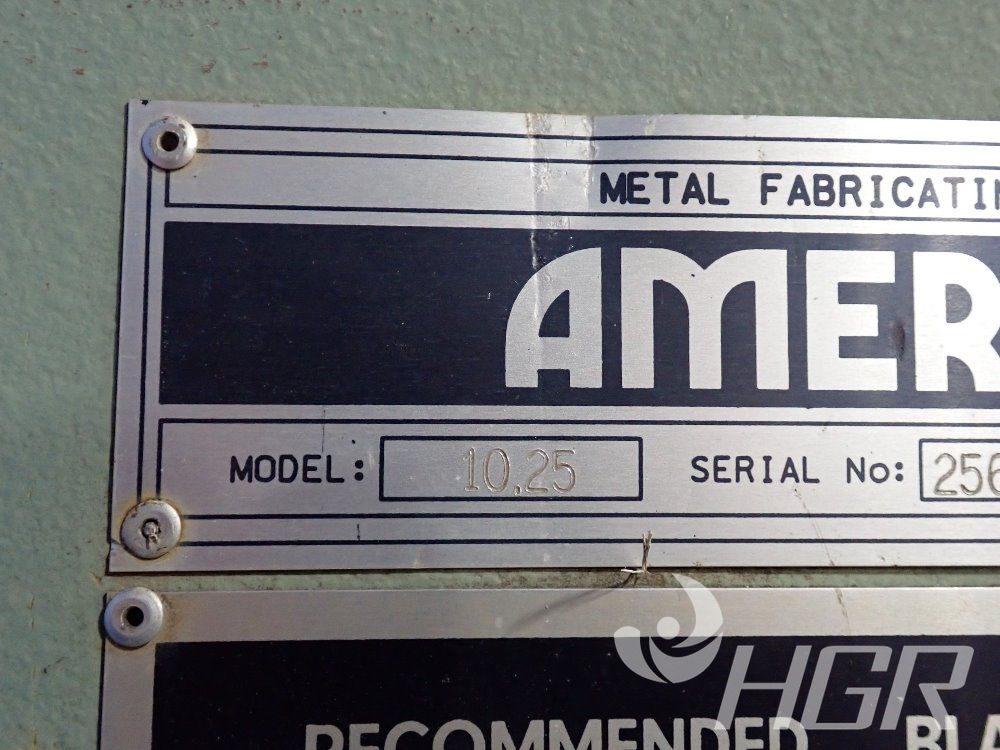 METAL FABRICATIN
AMER
MODEL: 10,25 SERIAL No: 256
RECOMMENDED BLA
HGR